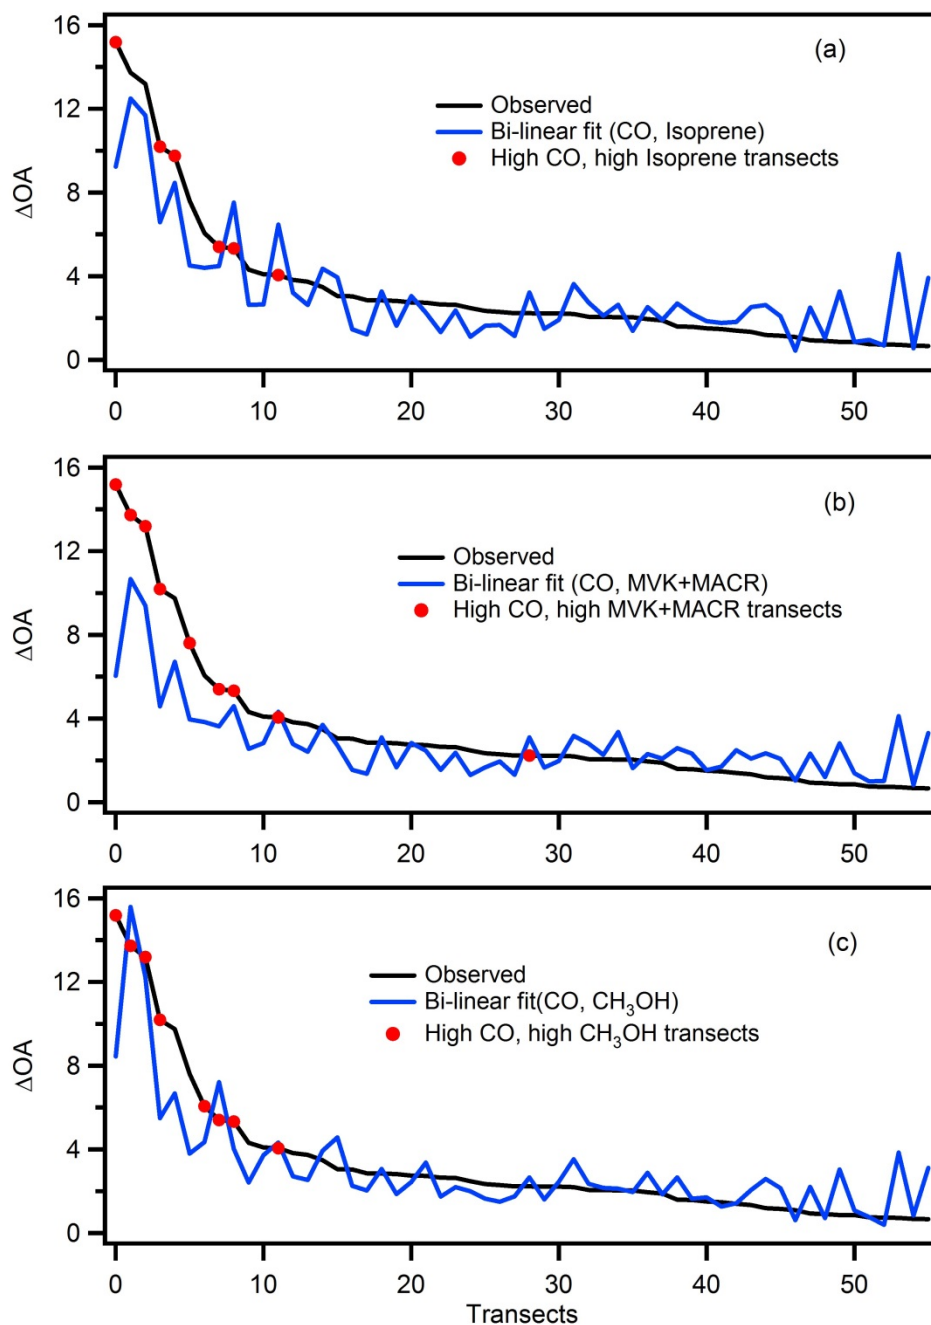 (a)
16
12
8
4
0
ΔOA
Observed
Bi-linear fit (CO, Isoprene)
High CO, high Isoprene transects
0 10 20 30 40 50
(b)
16
12
8
4
0
ΔOA
Observed
Bi-linear fit (CO, MVK+MACR)
High CO, high MVK+MACR transects
0 10 20 30 40 50
(c)
16
12
8
4
0
ΔOA
Observed
Bi-linear fit(CO, CH₃OH)
High CO, high CH₃OH transects
0 10 20 30 40 50
Transects